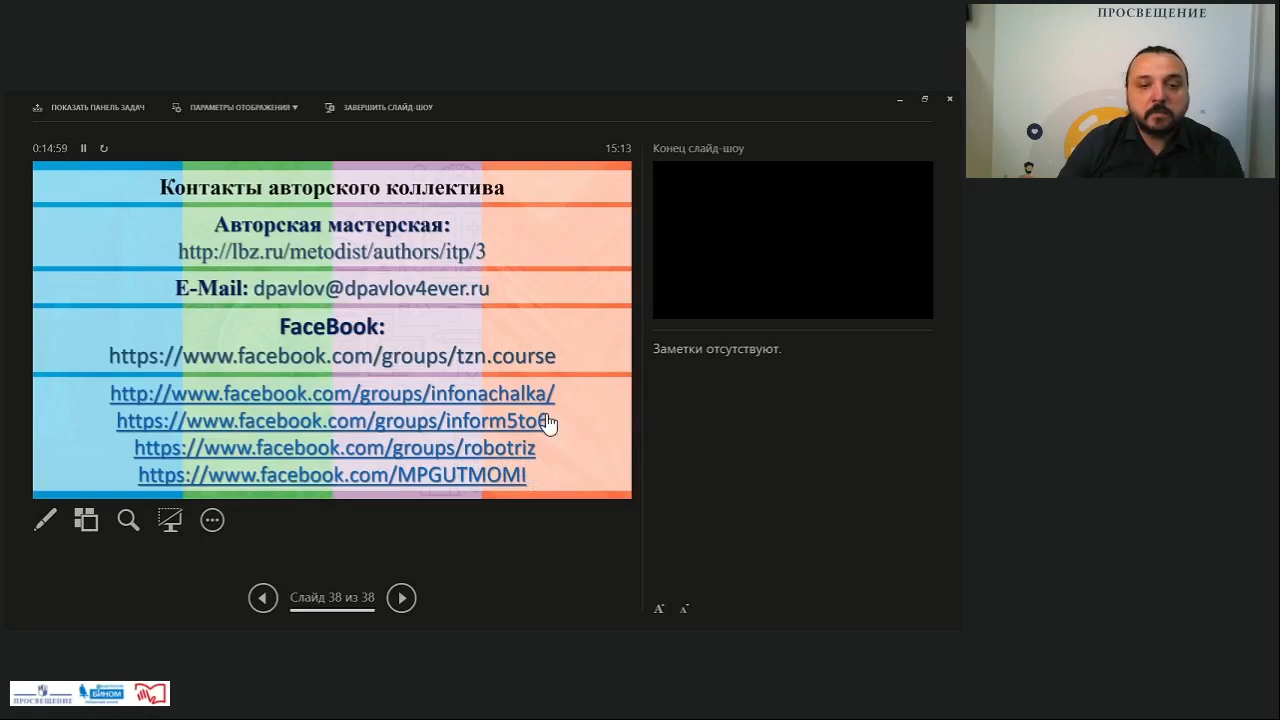 ПРОСВЕЩЕНИЕ
ПОКАЗАТЬ ПАНЕЛЬ ЗАДАЧ
ПАРАМЕТРЫ ОТОБРАЖЕНИЯ
ЗАВЕРШИТЬ СЛАЙД-ШОУ
0:14:59
15:13
Конец слайд-шоу
Контакты авторского коллектива
Авторская мастерская:
http://lbz.ru/metodist/authors/itp/3
E-Mail: dpavlov@dpavlov4ever.ru
FaceBook:
https://www.facebook.com/groups/tzn.course
http://www.facebook.com/groups/infonachalka/
https://www.facebook.com/groups/inform5to
https://www.facebook.com/groups/robotriz
https://www.facebook.com/MPGUTMOMI
Заметки отсутствуют.
Слайд 38 из 38
A A
ПРОСВЕЩЕНИЕ
БИНОМ